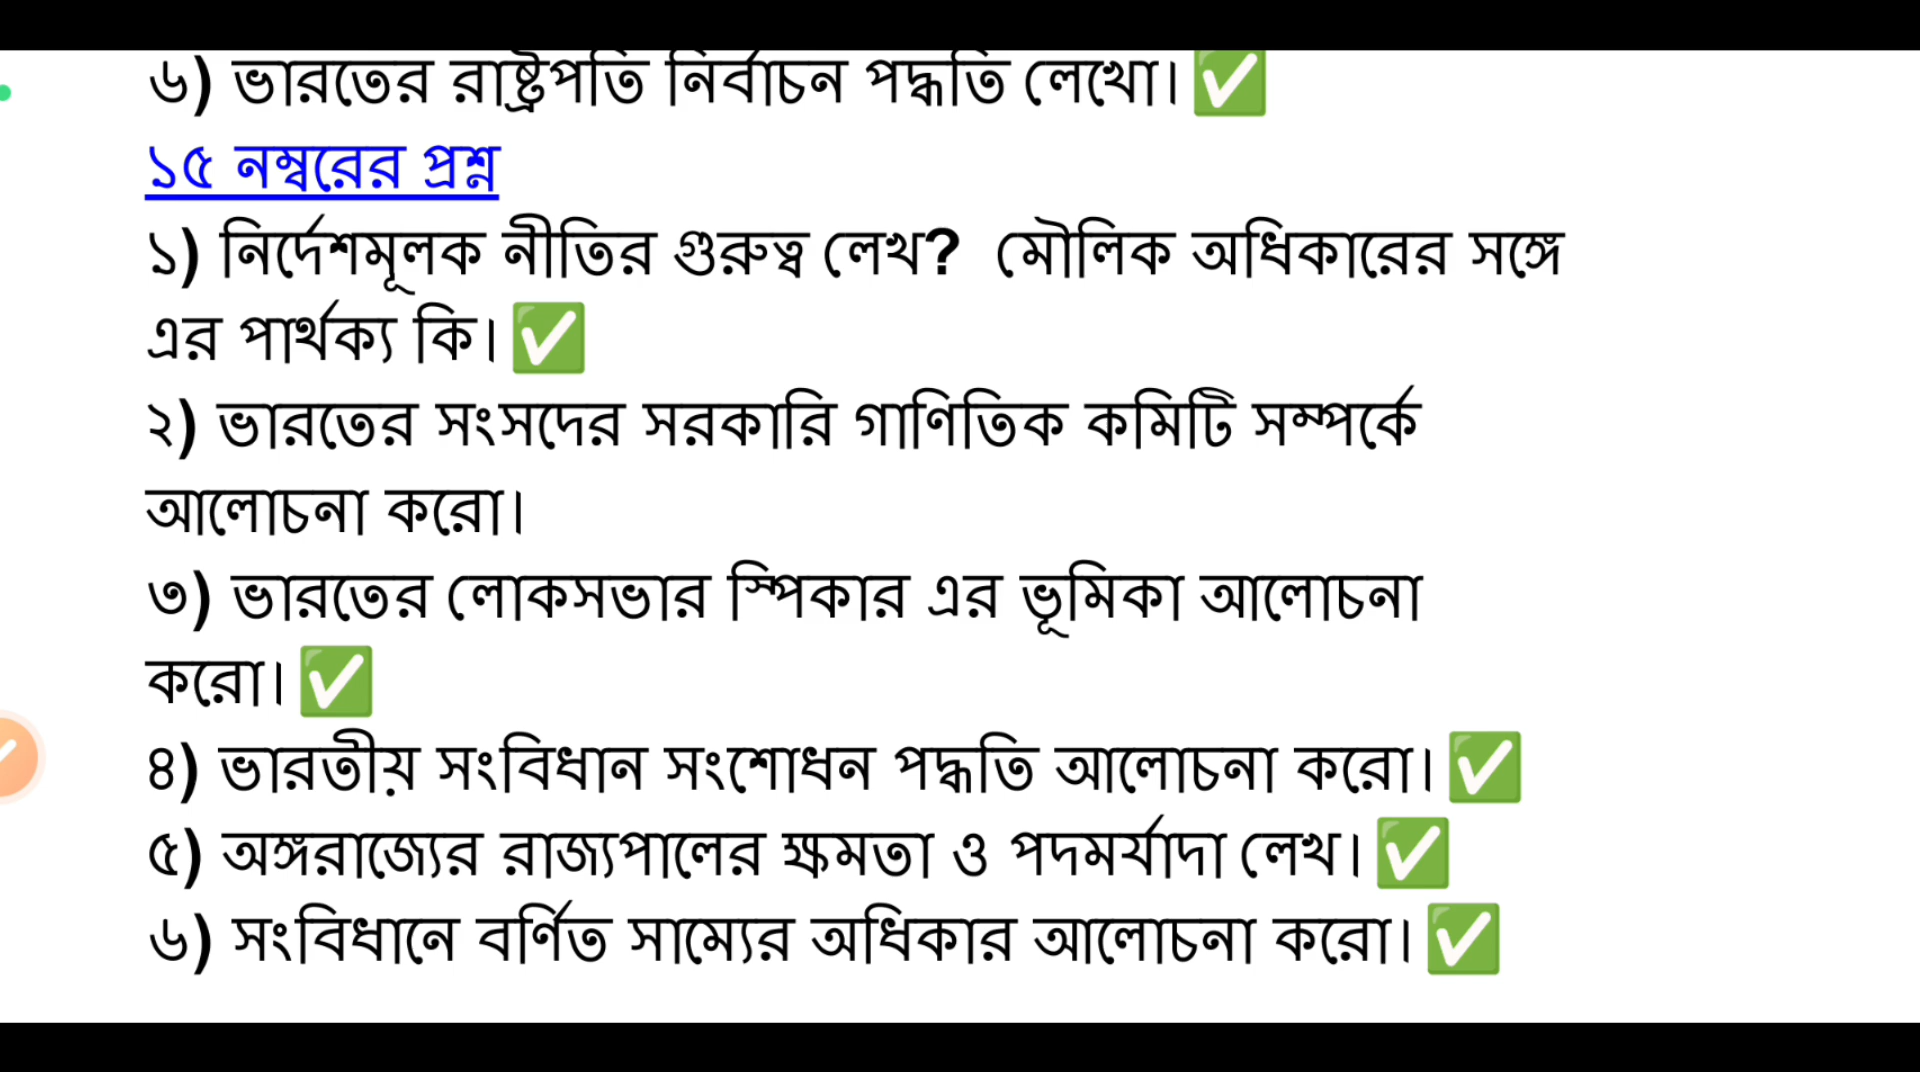 ৬) ভারতের রাষ্ট্রপতি নির্বাচন পদ্ধতি লেখো।✅
১৫ নম্বরের প্রশ্ন
১) নির্দেশমূলক নীতির গুরুত্ব লেখ? মৌলিক অধিকারের সঙ্গে
এর পার্থক্য কি।✅
২) ভারতের সংসদের সরকারি গাণিতিক কমিটি সম্পর্কে
আলোচনা করো।
৩) ভারতের লোকসভার স্পিকার এর ভূমিকা আলোচনা
করো।✅
৪) ভারতীয় সংবিধান সংশোধন পদ্ধতি আলোচনা করো।✅
৫) অঙ্গরাজ্যের রাজ্যপালের ক্ষমতা ও পদমর্যাদা লেখ।✅
৬) সংবিধানে বর্ণিত সাম্যের অধিকার আলোচনা করো।✅